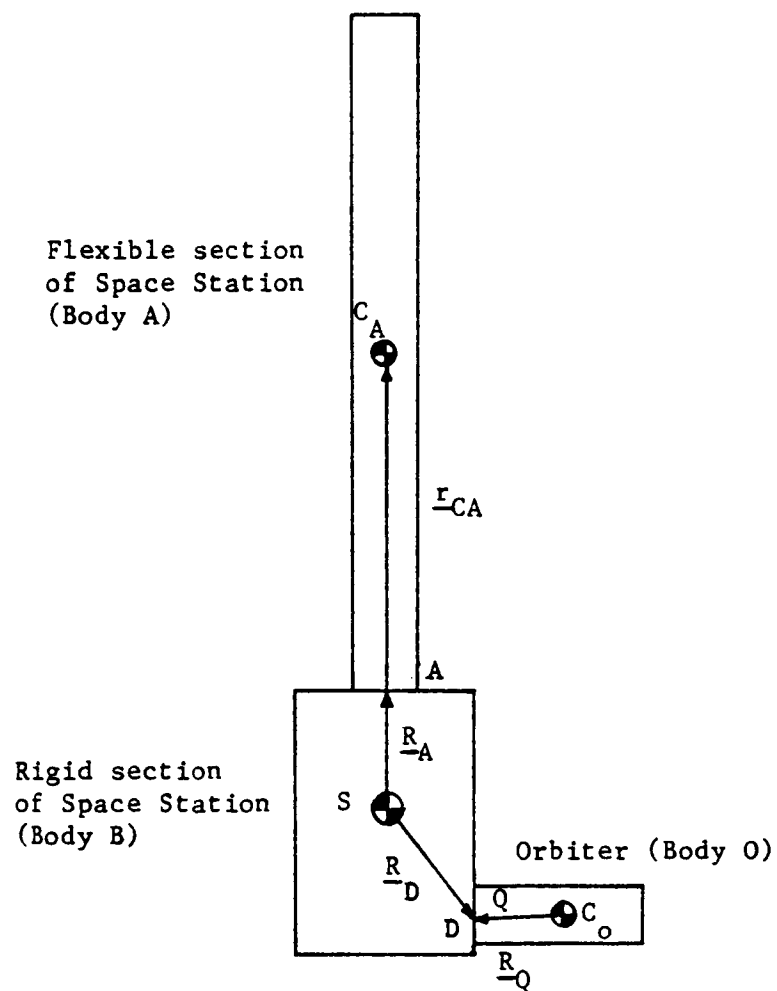 Flexible section
of Space Station
(Body A)
C_A
r_CA
A
R_A
Rigid section
of Space Station
(Body B)
S
R_D
Orbiter (Body O)
Q
D
C_o
R_Q